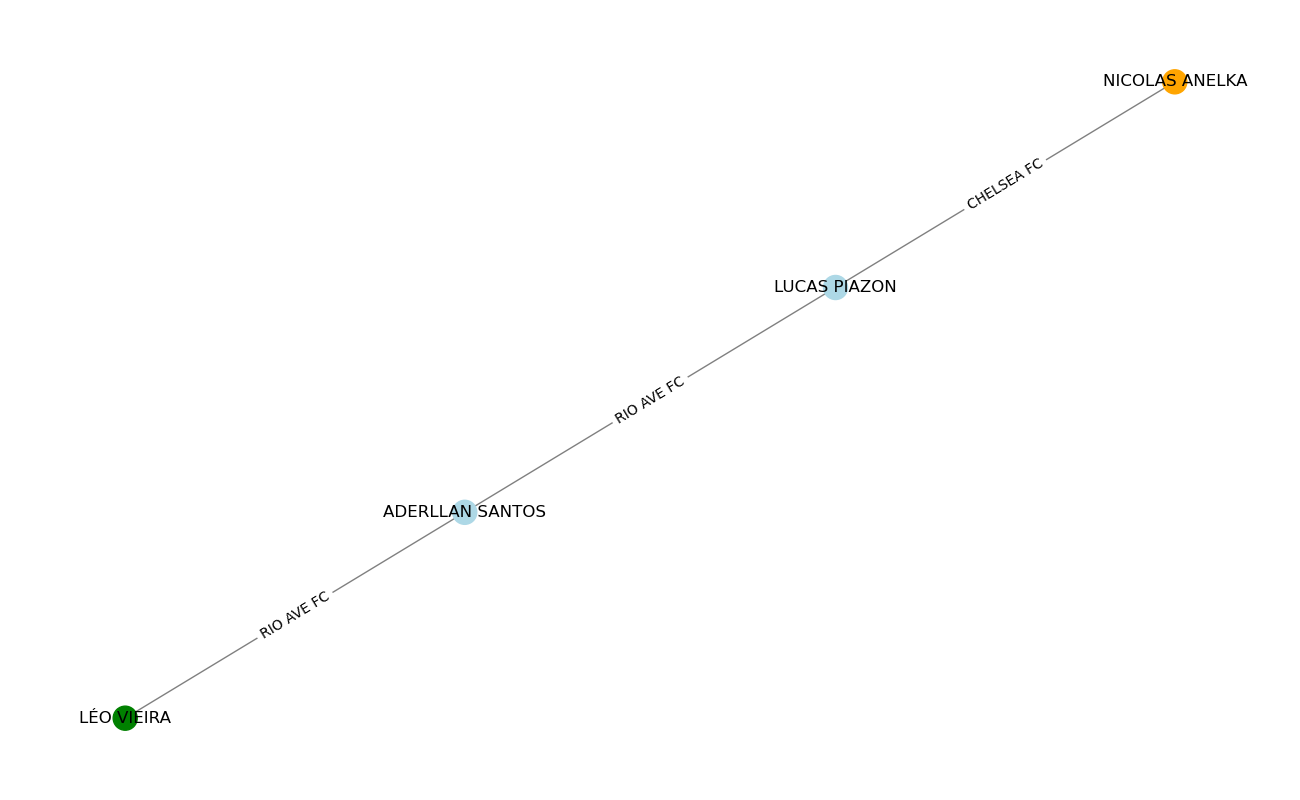 NICOLAS ANELKA
CHELSEA FC
LUCAS PIAZON
RIO AVE FC
ADERLLAN SANTOS
RIO AVE FC
LÉO VIEIRA